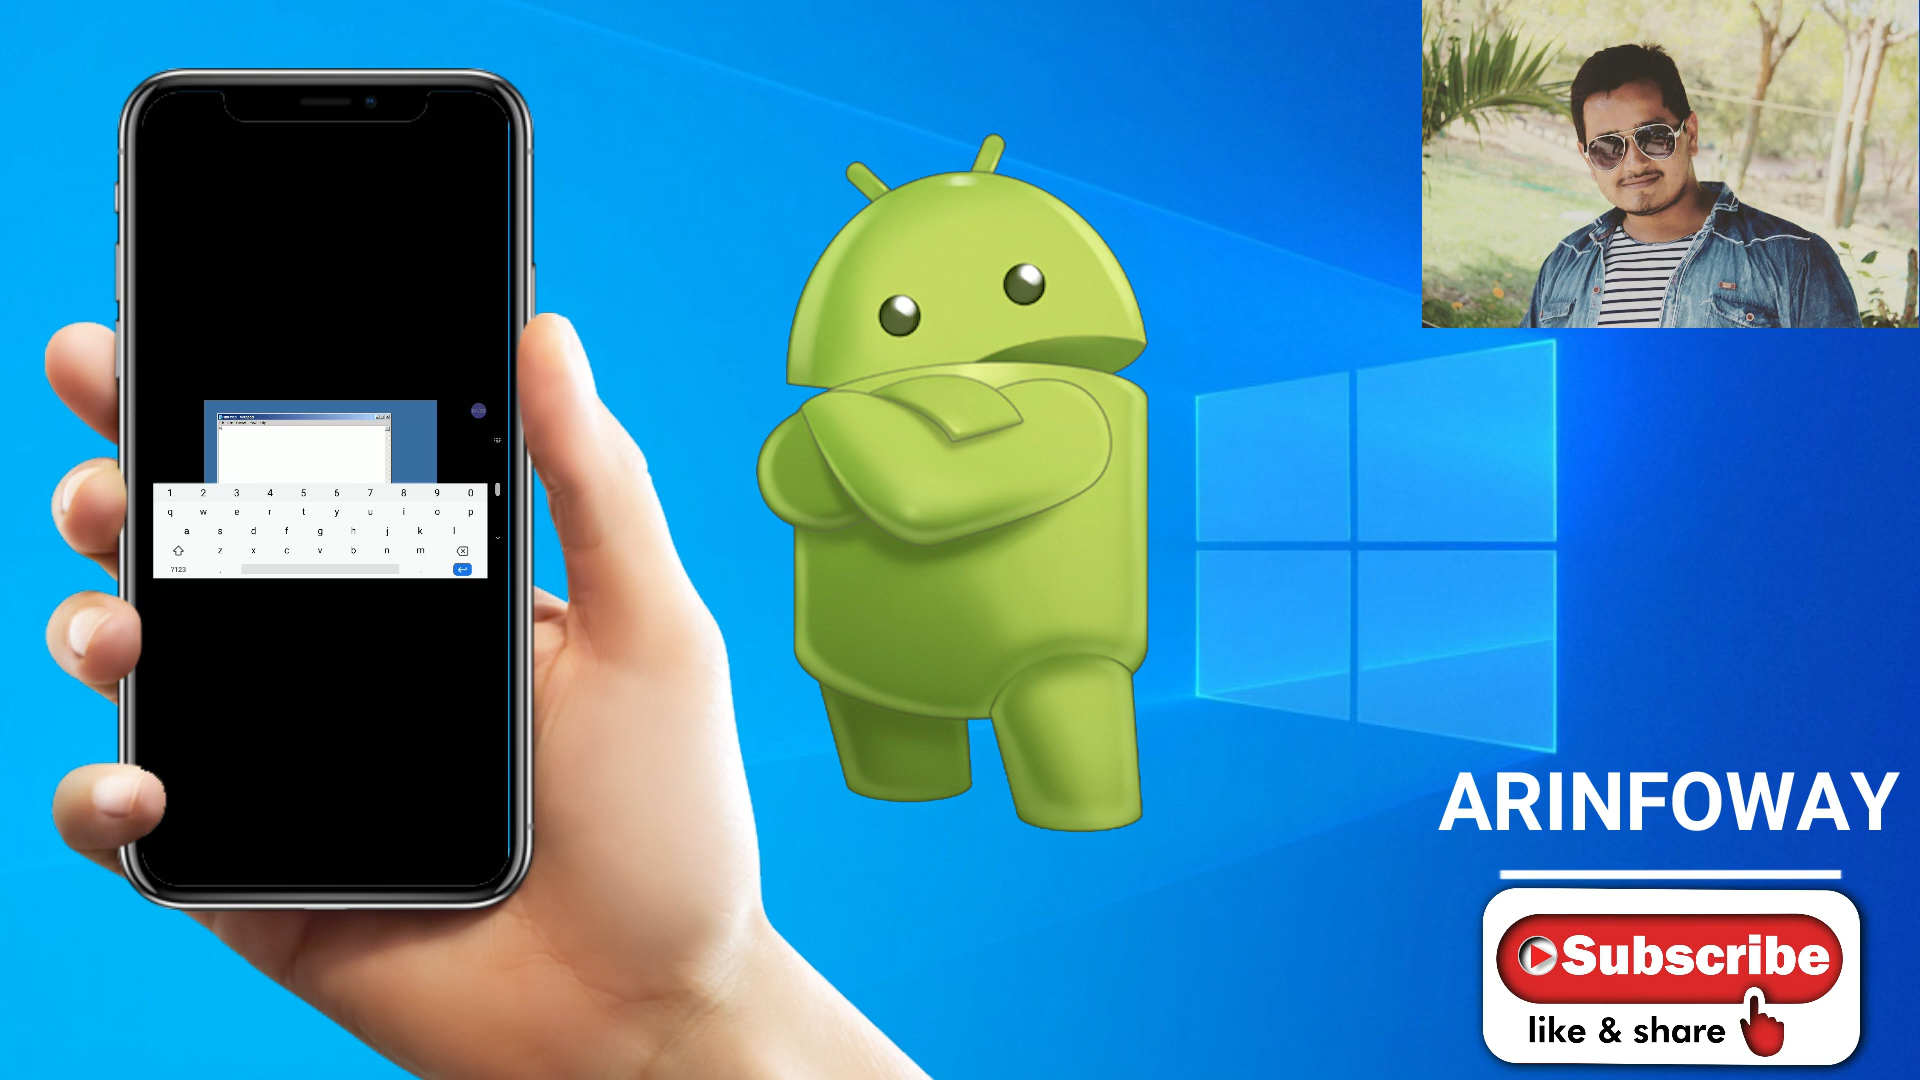 1 2 3 4 5 6 7 8 9 0
q w e r t y u i o p
a s d f g h j k l
z x c v b n m
?123 , .
ARINFOWAY
Subscribe
like & share